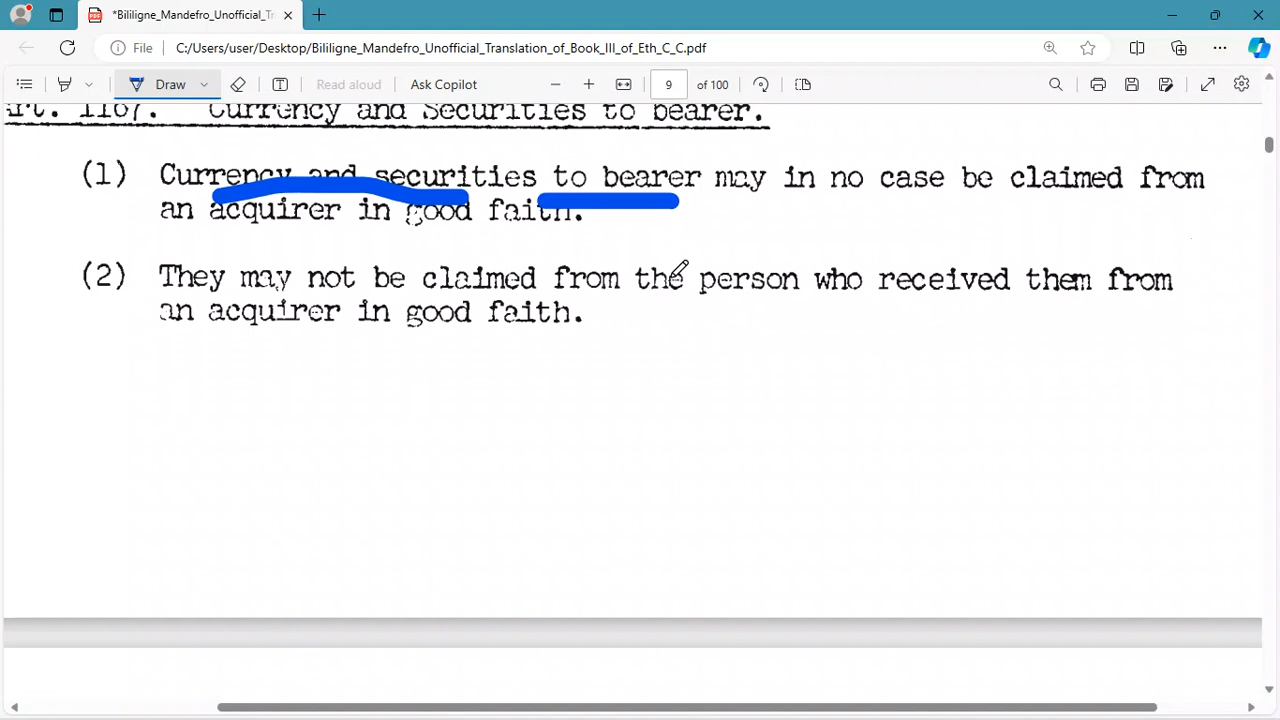 *Bililigne_Mandefro_Unofficial_Tr
File
C:/Users/user/Desktop/Bililigne_Mandefro_Unofficial_Translation_of_Book_III_of_Eth_C_C.pdf
Draw
Read aloud
Ask Copilot
9
of 100
rt. 1167. Currency and Securities to bearer.
(1) Currency and securities to bearer may in no case be claimed from
an acquirer in good faith.
(2) They may not be claimed from the person who received them from
an acquirer in good faith.